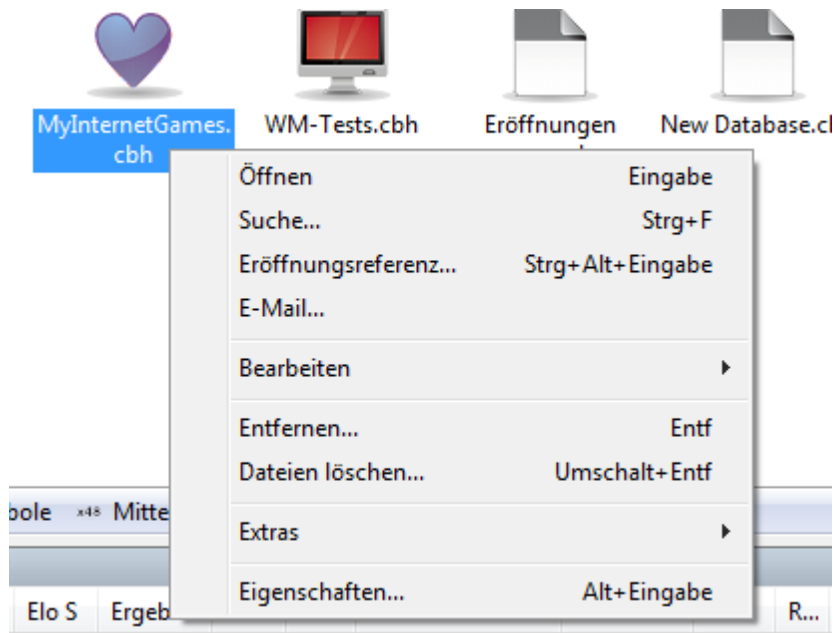 MyInternetGames.
cbh
WM-Tests.cbh
Eröffnungen
New Database.cl
Öffnen Eingabe
Suche... Strg+F
Eröffnungsreferenz... Strg+Alt+Eingabe
E-Mail...
Bearbeiten
Entfernen... Entf
Dateien löschen... Umschalt+Entf
bole x48 Mitte
Extras
Eigenschaften... Alt+Eingabe
Elo S Ergeb R...